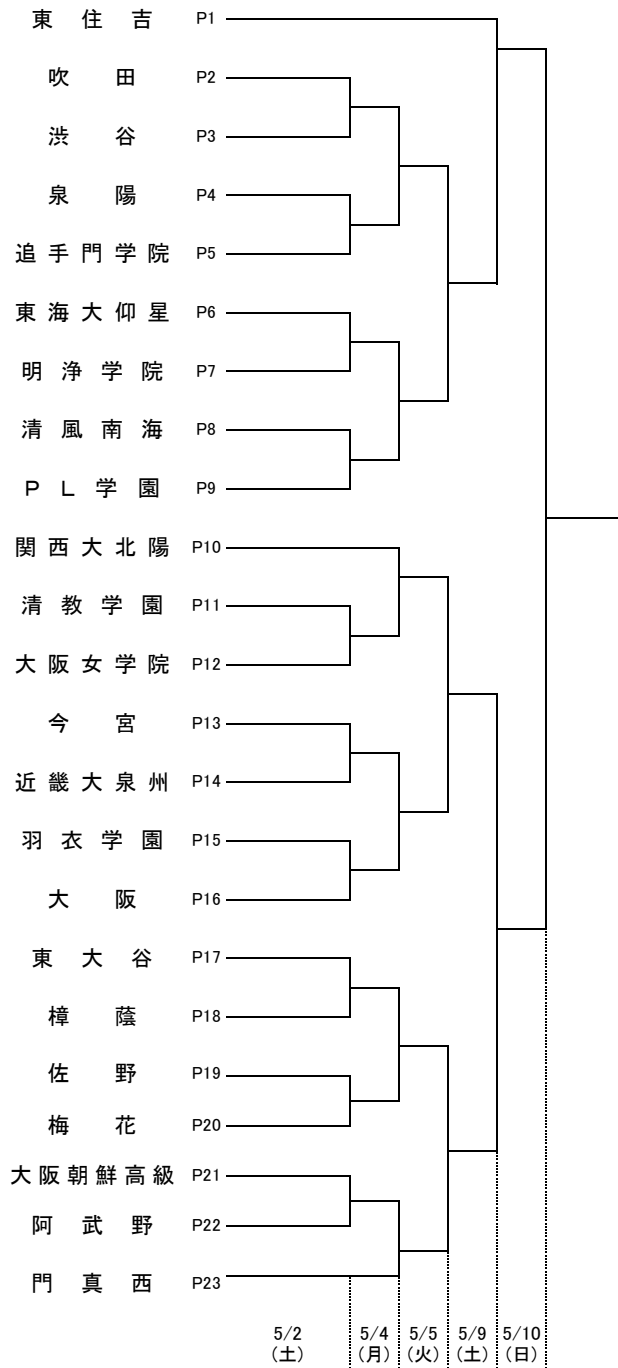 東住吉 P1
吹田 P2
渋谷 P3
泉陽 P4
追手門学院 P5
東海大仰星 P6
明浄学院 P7
清風南海 P8
ＰＬ学園 P9
関西大北陽 P10
清教学園 P11
大阪女学院 P12
今宮 P13
近畿大泉州 P14
羽衣学園 P15
大阪 P16
東大谷 P17
樟蔭 P18
佐野 P19
梅花 P20
大阪朝鮮高級 P21
阿武野 P22
門真西 P23
5/2 5/4 5/5 5/9 5/10
(土) (月) (火) (土) (日)